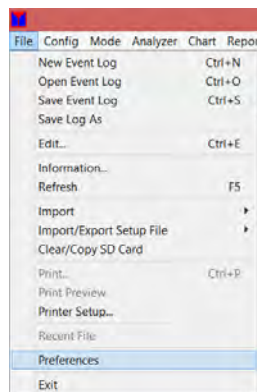 File Config Mode Analyzer Chart Repor
New Event Log Ctrl+N
Open Event Log Ctrl+O
Save Event Log Ctrl+S
Save Log As
Edit... Ctrl+E
Information...
Refresh F5
Import
Import/Export Setup File
Clear/Copy SD Card
Print... Ctrl+P
Print Preview
Printer Setup...
Recent File
Preferences
Exit